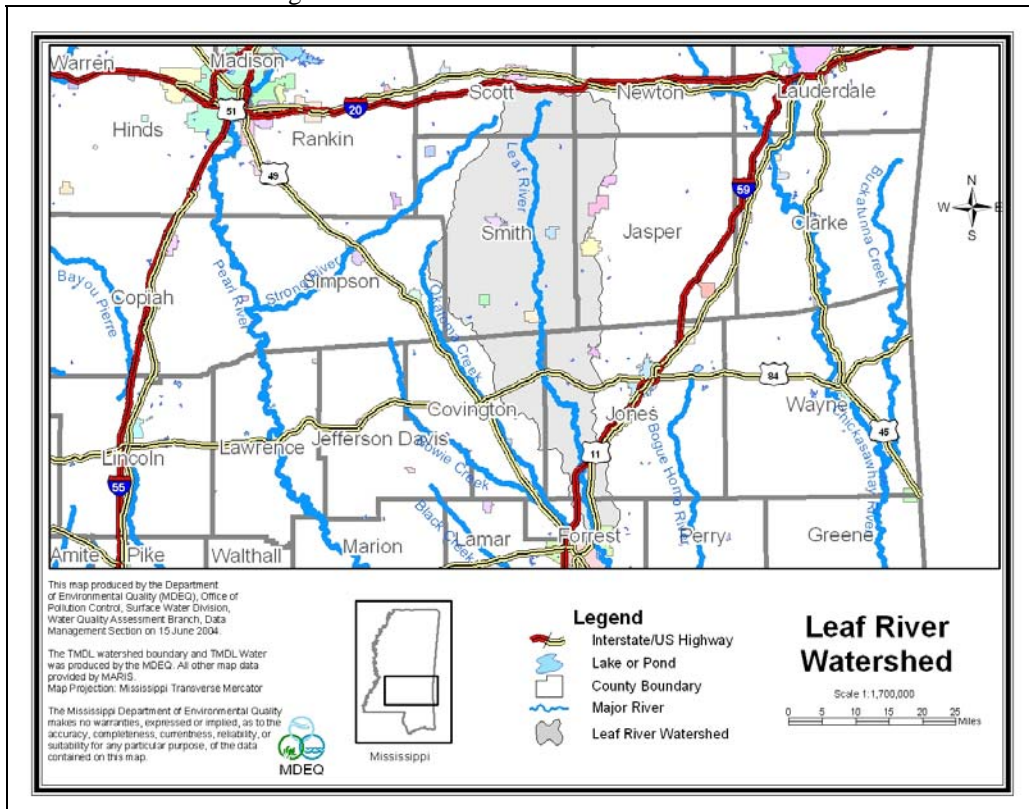 Warren
Madison
Scott
Newton
Lauderdale
51
20
Hinds
Rankin
Leaf River
49
59
Buckatunna Creek
N
W
E
S
Smith
Jasper
Clarke
Bayou Pierre
Strong River
Simpson
Copiah
Pearl River
Okatoma Creek
84
Covington
Jones
Wayne
Lawrence
Jefferson Davis
Bowie Creek
Bogue Homo River
Chickasawhay River
45
Lincoln
11
55
Black Creek
Amite
Pike
Walthall
Marion
Lamar
Forrest
Perry
Greene
This map produced by the Department
of Environmental Quality (MDEQ), Office of
Pollution Control, Surface Water Division,
Water Quality Assessment Branch, Data
Management Section on 15 June 2004.
The TMDL watershed boundary and TMDL Water
was produced by the MDEQ. All other map data
provided by MARIS.
Map Projection: Mississippi Transverse Mercator
The Mississippi Department of Environmental Quality
makes no warranties, expressed or implied, as to the
accuracy, completeness, currentness, reliability, or
suitability for any particular purpose, of the data
contained on this map.
MDEQ
Mississippi
Legend
Interstate/US Highway
Lake or Pond
County Boundary
Major River
Leaf River Watershed
Leaf River
Watershed
Scale 1:1,700,000
0 5 10 15 20 25
Miles